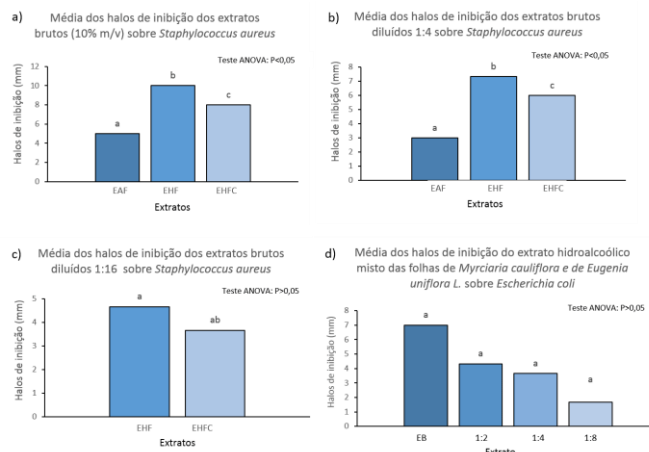 a) Média dos halos de inibição dos extratos
brutos (10% m/v) sobre Staphylococcus aureus
Teste ANOVA: P<0,05
Halos de inibição (mm)
12
10
8
6
4
2
0
a
b
c
EAF EHF EHFC
Extratos
b) Média dos halos de inibição dos extratos brutos
diluídos 1:4 sobre Staphylococcus aureus
Teste ANOVA: P<0,05
Halos de inibição (mm)
8
7
6
5
4
3
2
1
0
a
b
c
EAF EHF EHFC
Extratos
c) Média dos halos de inibição dos extratos brutos
diluídos 1:16 sobre Staphylococcus aureus
Teste ANOVA: P>0,05
Halos de inibição (mm)
5
4
3
2
1
0
a
ab
EHF EHFC
Extratos
d) Média dos halos de inibição do extrato hidroalcoólico
misto das folhas de Myrciaria cauliflora e de Eugenia
uniflora L. sobre Escherichia coli
Teste ANOVA: P>0,05
Halos de inibição (mm)
8
7
6
5
4
3
2
1
0
a
a
a
a
EB 1:2 1:4 1:8
Extrato